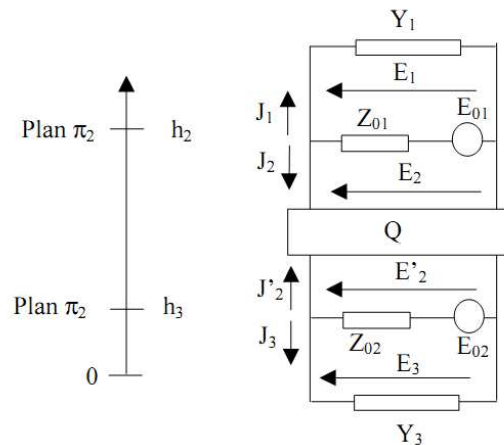 Y1
E1
J1
Z01
E01
Plan π2
h2
J2
E2
Q
E'2
J'2
Plan π2
h3
J3
Z02
E02
E3
0
Y3